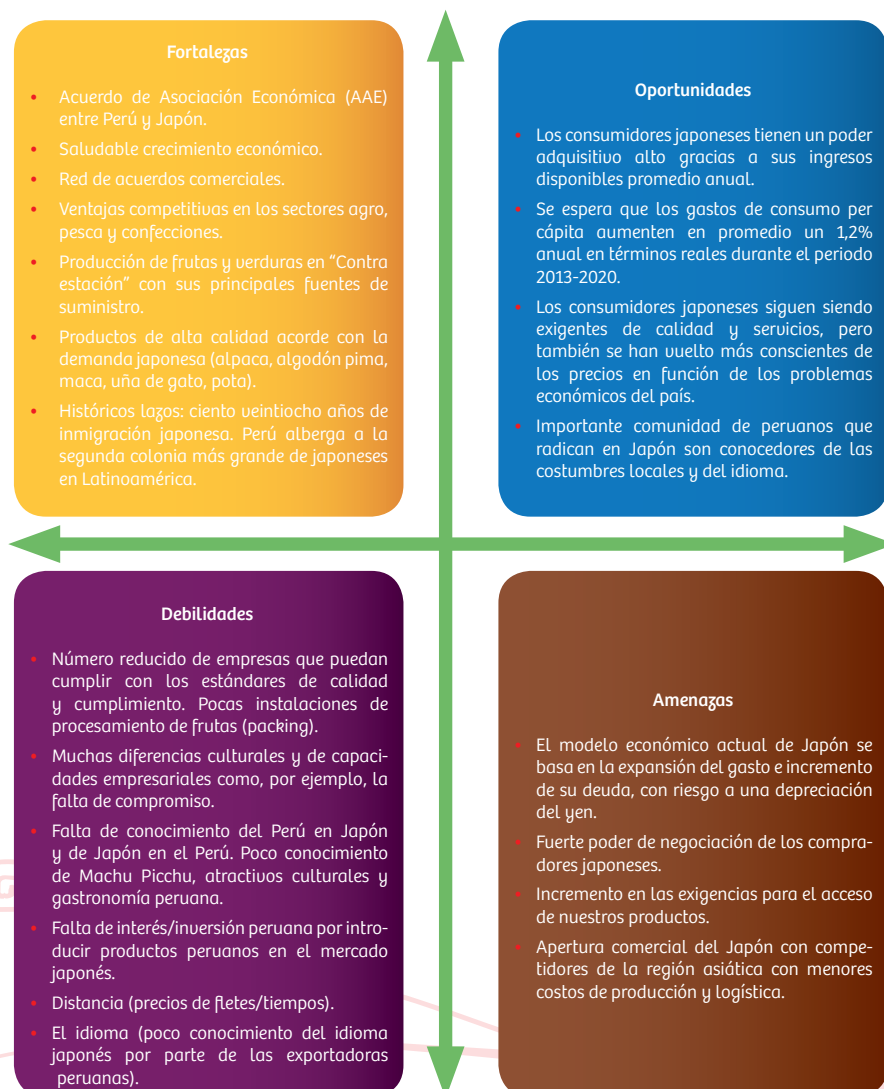 Fortalezas
• Acuerdo de Asociación Económica (AAE)
entre Perú y Japón.
• Saludable crecimiento económico.
• Red de acuerdos comerciales.
• Ventajas competitivas en los sectores agro,
pesca y confecciones.
• Producción de frutas y verduras en “Contra
estación” con sus principales fuentes de
suministro.
• Productos de alta calidad acorde con la
demanda japonesa (alpaca, algodón pima,
maca, uña de gato, pota).
• Históricos lazos: ciento veintiocho años de
inmigración japonesa. Perú alberga a la
segunda colonia más grande de japoneses
en Latinoamérica.
Oportunidades
• Los consumidores japoneses tienen un poder
adquisitivo alto gracias a sus ingresos
disponibles promedio anual.
• Se espera que los gastos de consumo per
cápita aumenten en promedio un 1,2%
anual en términos reales durante el periodo
2013-2020.
• Los consumidores japoneses siguen siendo
exigentes de calidad y servicios, pero
también se han vuelto más conscientes de
los precios en función de los problemas
económicos del país.
• Importante comunidad de peruanos que
radican en Japón son conocedores de las
costumbres locales y del idioma.
Debilidades
• Número reducido de empresas que puedan
cumplir con los estándares de calidad
y cumplimiento. Pocas instalaciones de
procesamiento de frutas (packing).
• Muchas diferencias culturales y de capaci-
dades empresariales como, por ejemplo, la
falta de compromiso.
• Falta de conocimiento del Perú en Japón
y de Japón en el Perú. Poco conocimiento
de Machu Picchu, atractivos culturales y
gastronomía peruana.
• Falta de interés/inversión peruana por intro-
ducir productos peruanos en el mercado
japonés.
• Distancia (precios de fletes/tiempos).
• El idioma (poco conocimiento del idioma
japonés por parte de las exportadoras
peruanas).
Amenazas
• El modelo económico actual de Japón se
basa en la expansión del gasto e incremento
de su deuda, con riesgo a una depreciación
del yen.
• Fuerte poder de negociación de los compra-
dores japoneses.
• Incremento en las exigencias para el acceso
de nuestros productos.
• Apertura comercial del Japón con compe-
tidores de la región asiática con menores
costos de producción y logística.